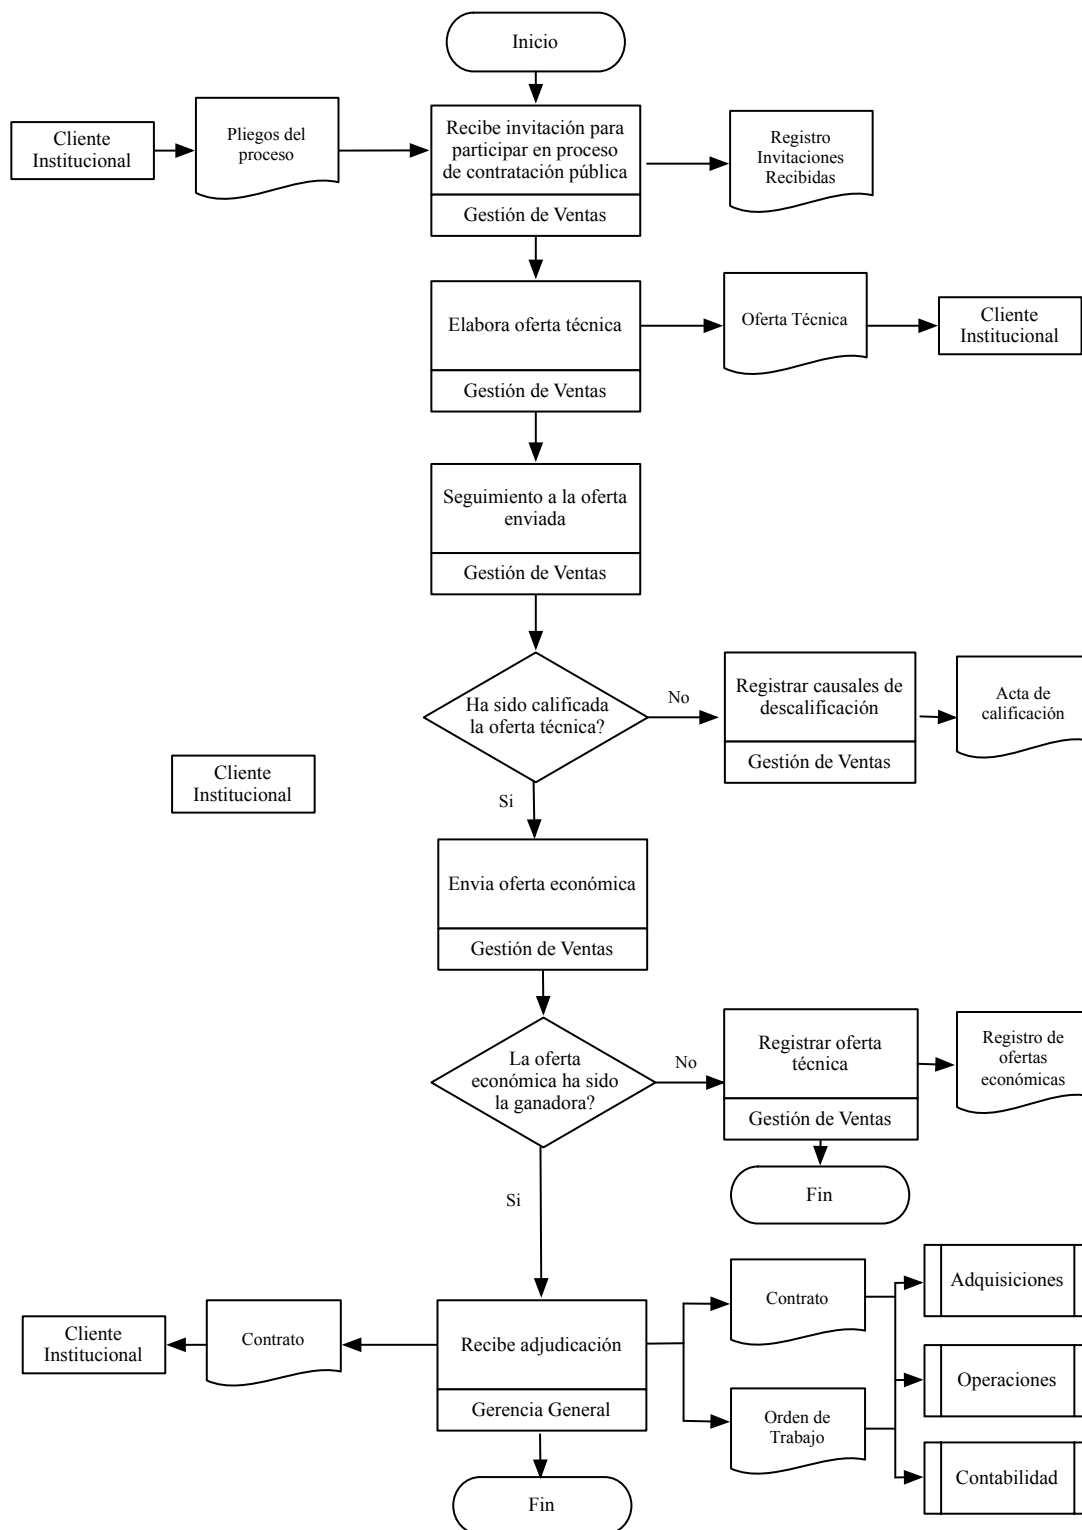 Inicio
Cliente
Institucional
Pliegos del
proceso
Recibe invitación para
participar en proceso
de contratación pública
Gestión de Ventas
Registro
Invitaciones
Recibidas
Elabora oferta técnica
Gestión de Ventas
Oferta Técnica
Cliente
Institucional
Seguimiento a la oferta
enviada
Gestión de Ventas
Ha sido calificada
la oferta técnica?
No
Registrar causales de
descalificación
Gestión de Ventas
Acta de
calificación
Cliente
Institucional
Si
Envia oferta económica
Gestión de Ventas
La oferta
económica ha sido
la ganadora?
No
Registrar oferta
técnica
Gestión de Ventas
Registro de
ofertas
económicas
Fin
Si
Cliente
Institucional
Contrato
Recibe adjudicación
Gerencia General
Contrato
Orden de
Trabajo
Adquisiciones
Operaciones
Contabilidad
Fin